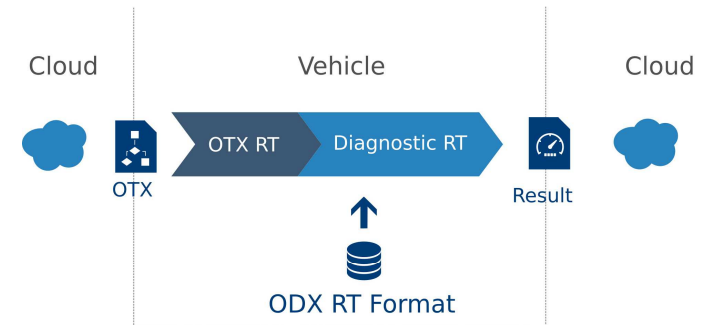 Cloud
Vehicle
Cloud
OTX RT
Diagnostic RT
OTX
Result
ODX RT Format